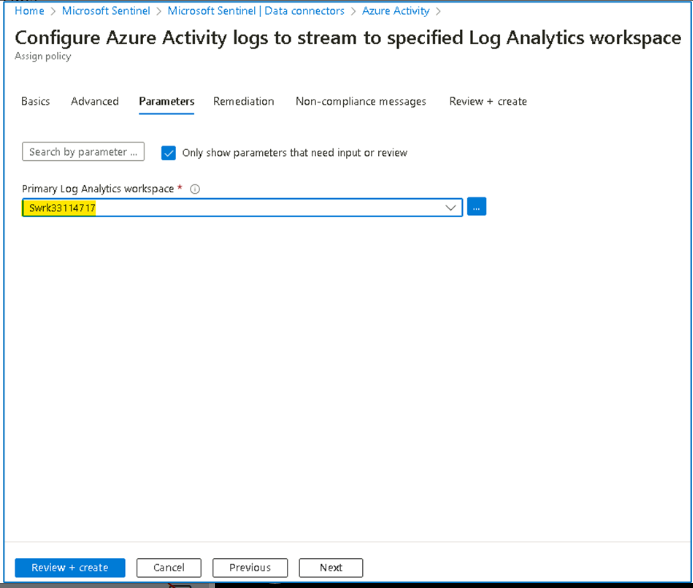 Home > Microsoft Sentinel > Microsoft Sentinel | Data connectors > Azure Activity >
Configure Azure Activity logs to stream to specified Log Analytics workspace
Assign policy
Basics Advanced Parameters Remediation Non-compliance messages Review + create
Search by parameter ... Only show parameters that need input or review
Primary Log Analytics workspace *
Swrk33114717 ...
Review + create Cancel Previous Next